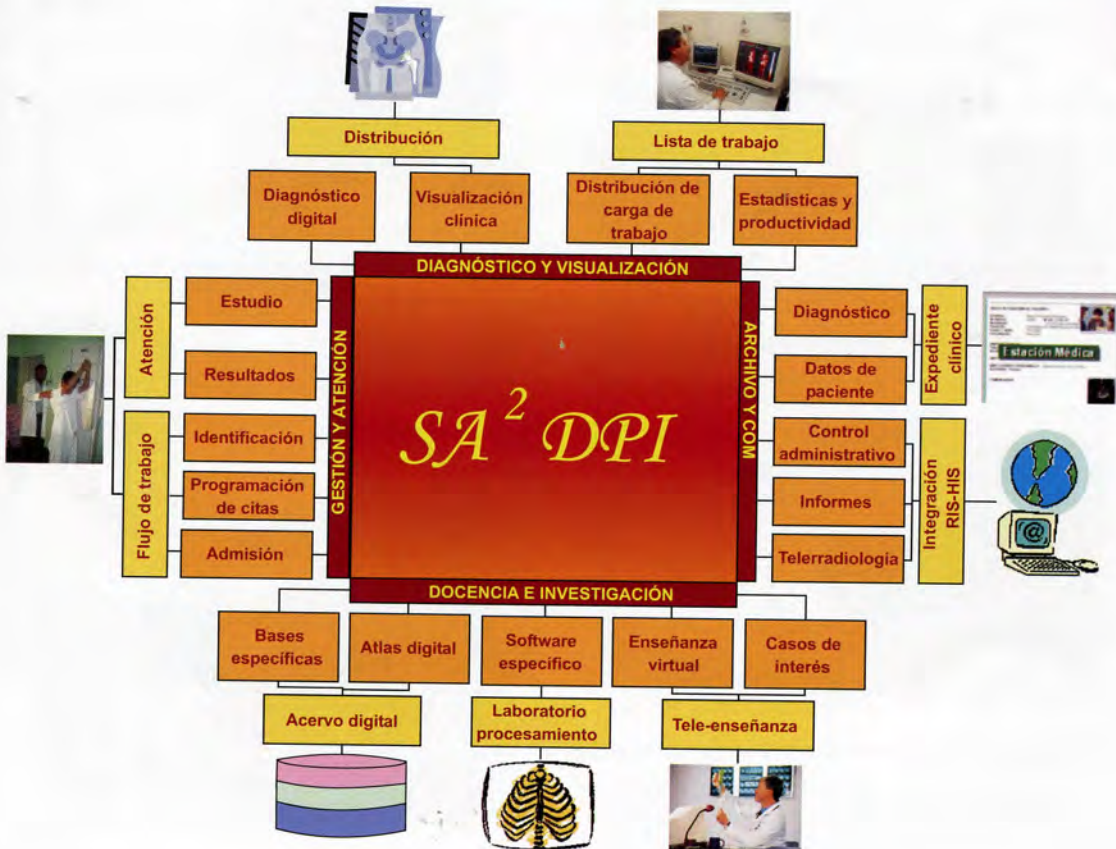 Distribución
Lista de trabajo
Diagnóstico
digital
Visualización
clínica
Distribución de
carga de
trabajo
Estadísticas y
productividad
DIAGNÓSTICO Y VISUALIZACIÓN
Atención
Estudio
Resultados
Flujo de trabajo
Identificación
Programación
de citas
Admisión
GESTIÓN Y ATENCIÓN
SA² DPI
ARCHIVO Y COM
Diagnóstico
Datos de
paciente
Expediente
clínico
Estación Médica
Control
administrativo
Informes
Telerradiología
Integración
RIS-HIS
@
DOCENCIA E INVESTIGACIÓN
Bases
específicas
Atlas digital
Software
específico
Enseñanza
virtual
Casos de
interés
Acervo digital
Laboratorio
procesamiento
Tele-enseñanza